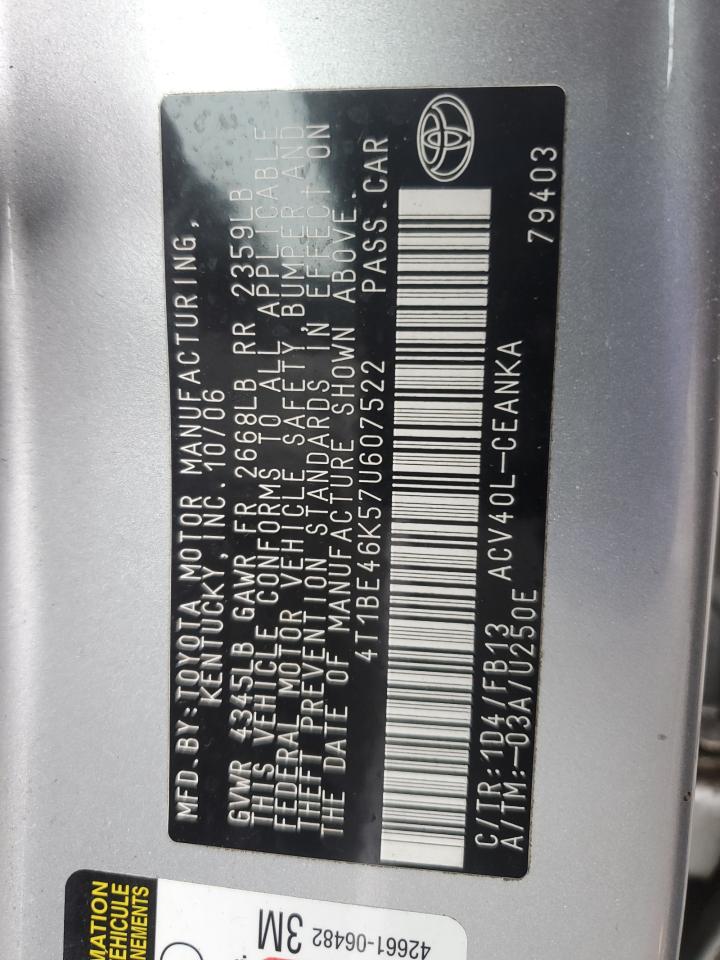 MFD.BY:TOYOTA MOTOR MANUFACTURING,
KENTUCKY, INC. 10/06
GVWR 4345LB GAWR FR 2668LB RR 2359LB
THIS VEHICLE CONFORMS TO ALL APPLICABLE
FEDERAL MOTOR VEHICLE SAFETY, BUMPER AND
THEFT PREVENTION STANDARDS IN EFFECT ON
THE DATE OF MANUFACTURE SHOWN ABOVE.
4T1BE46K57U607522 PASS.CAR
C/TR:1D4/FB13 ACV40L-CEANKA
A/TM:-03A/U250E 79403
3M
42661-06482